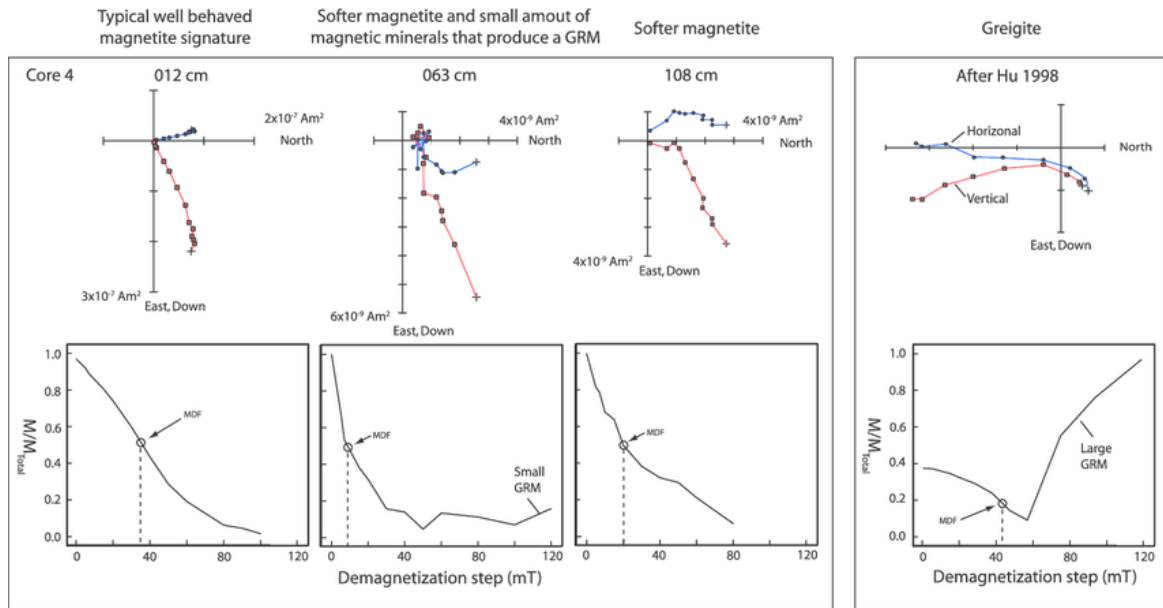 Typical well behaved
magnetite signature
Softer magnetite and small amout of
magnetic minerals that produce a GRM
Softer magnetite
Greigite
Core 4
012 cm
063 cm
108 cm
After Hu 1998
2x10⁻⁷ Am²
North
3x10⁻⁷ Am²
East, Down
4x10⁻⁹ Am²
North
6x10⁻⁹ Am²
East, Down
4x10⁻⁹ Am²
North
4x10⁻⁹ Am²
East, Down
Horizonal
North
Vertical
East, Down
M/M Total
1.0
0.8
0.6
0.4
0.2
0.0
MDF
0 40 80 120
MDF
Small
GRM
0 40 80 120
MDF
0 40 80 120
Demagnetization step (mT)
M/M Total
1.0
0.8
0.6
0.4
0.2
0.0
Large
GRM
MDF
0 40 80 120
Demagnetization step (mT)